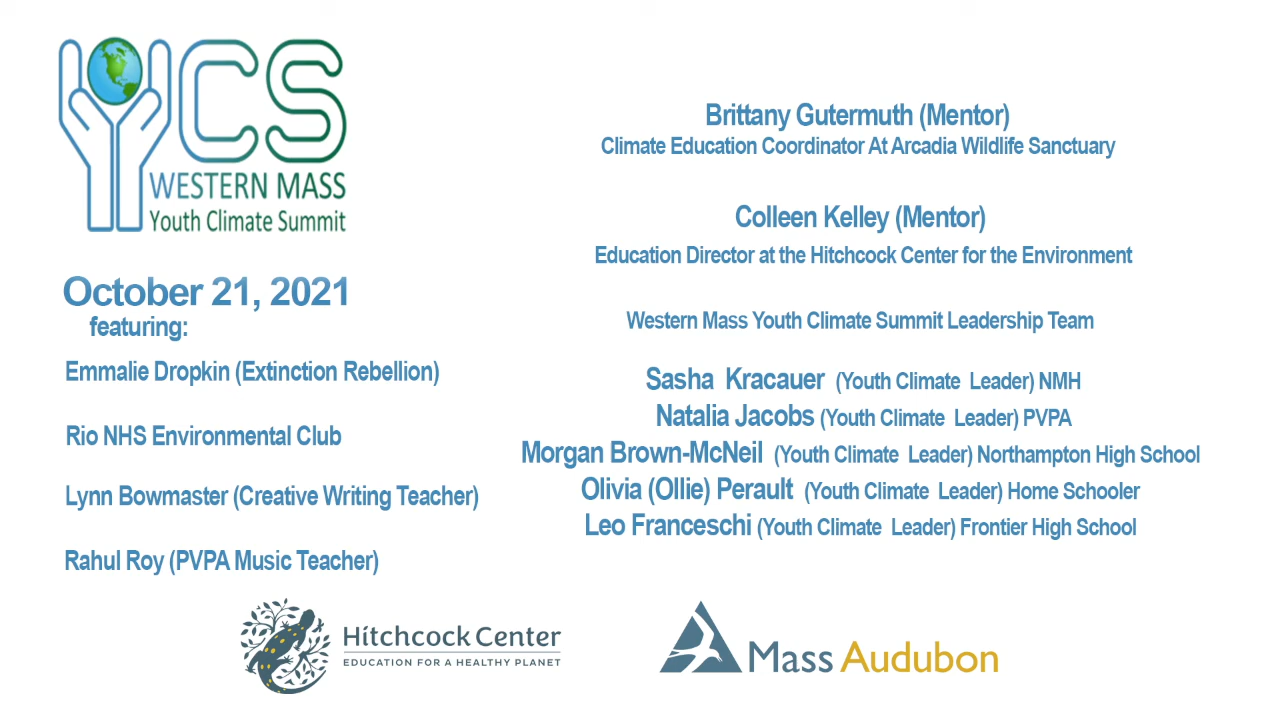 YCS
WESTERN MASS
Youth Climate Summit
October 21, 2021
featuring:
Emmalie Dropkin (Extinction Rebellion)
Rio NHS Environmental Club
Lynn Bowmaster (Creative Writing Teacher)
Rahul Roy (PVPA Music Teacher)
Brittany Gutermuth (Mentor)
Climate Education Coordinator At Arcadia Wildlife Sanctuary
Colleen Kelley (Mentor)
Education Director at the Hitchcock Center for the Environment
Western Mass Youth Climate Summit Leadership Team
Sasha Kracauer (Youth Climate Leader) NMH
Natalia Jacobs (Youth Climate Leader) PVPA
Morgan Brown-McNeil (Youth Climate Leader) Northampton High School
Olivia (Ollie) Perault (Youth Climate Leader) Home Schooler
Leo Franceschi (Youth Climate Leader) Frontier High School
Hitchcock Center
EDUCATION FOR A HEALTHY PLANET
Mass Audubon